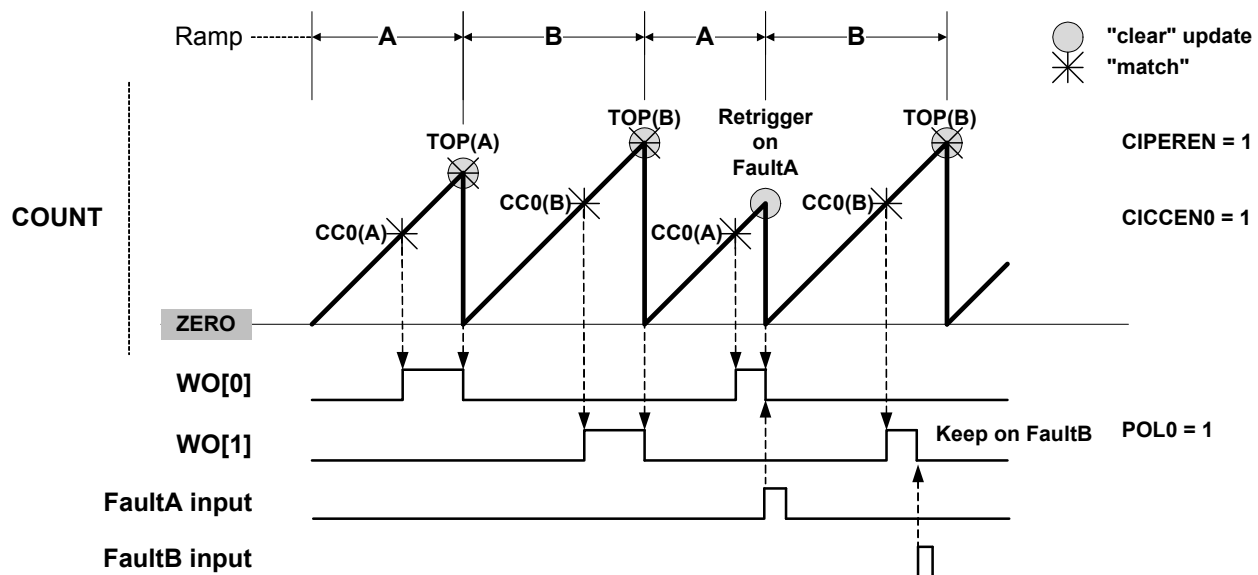 Ramp
A
B
A
B
"clear" update
"match"
TOP(A)
TOP(B)
Retrigger
on
FaultA
TOP(B)
CIPEREN = 1
COUNT
CC0(A)
CC0(B)
CC0(A)
CC0(B)
CICCEN0 = 1
ZERO
WO[0]
WO[1]
Keep on FaultB
POL0 = 1
FaultA input
FaultB input